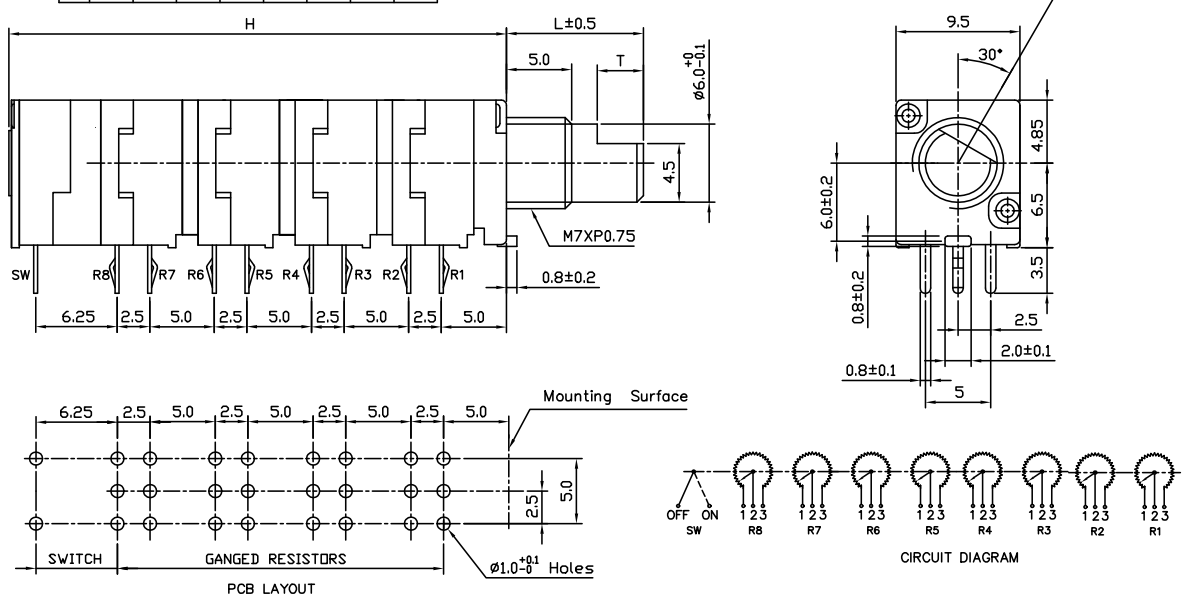 H
L±0.5
5.0
T
Ø6.0+0-0.1
4.5
M7XP0.75
0.8±0.2
SW R8 R7 R6 R5 R4 R3 R2 R1
6.25 2.5 5.0 2.5 5.0 2.5 5.0 2.5 5.0
9.5
30°
4.85
6.5
3.5
6.0±0.2
0.8±0.2
2.5
2.0±0.1
0.8±0.1
5
Mounting Surface
6.25 2.5 5.0 2.5 5.0 2.5 5.0 2.5 5.0
2.5
5.0
SWITCH GANGED RESISTORS
Ø1.0+0.1-0 Holes
PCB LAYOUT
OFF ON 1 2 3 1 2 3 1 2 3 1 2 3 1 2 3 1 2 3 1 2 3 1 2 3
SW R8 R7 R6 R5 R4 R3 R2 R1
CIRCUIT DIAGRAM